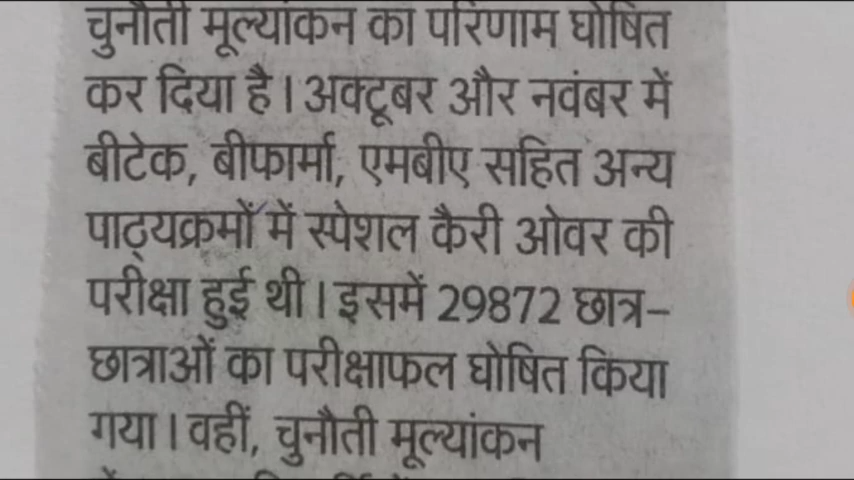 चुनौती मूल्यांकन का परिणाम घोषित
कर दिया है। अक्टूबर और नवंबर में
बीटेक, बीफार्मा, एमबीए सहित अन्य
पाठ्यक्रमों में स्पेशल कैरी ओवर की
परीक्षा हुई थी। इसमें 29872 छात्र-
छात्राओं का परीक्षाफल घोषित किया
गया। वहीं, चुनौती मूल्यांकन